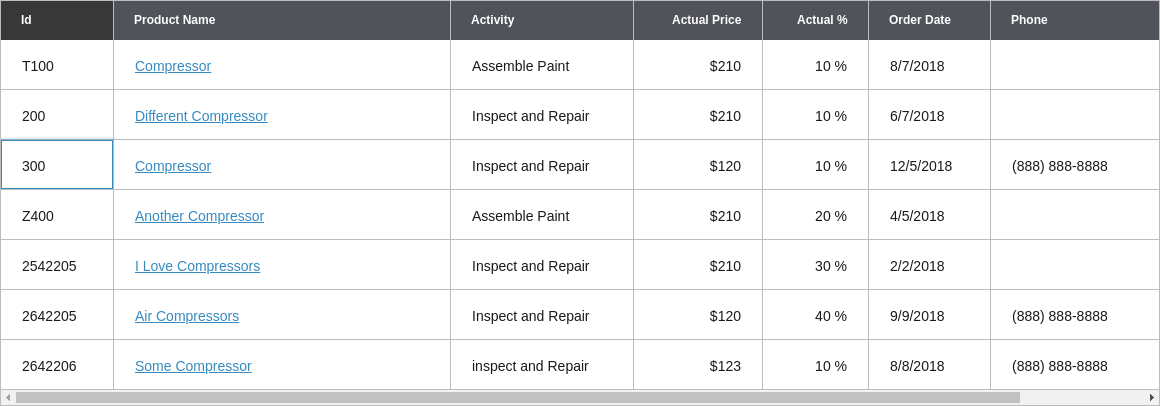 Id Product Name Activity Actual Price Actual % Order Date Phone
T100 Compressor Assemble Paint $210 10 % 8/7/2018
200 Different Compressor Inspect and Repair $210 10 % 6/7/2018
300 Compressor Inspect and Repair $120 10 % 12/5/2018 (888) 888-8888
Z400 Another Compressor Assemble Paint $210 20 % 4/5/2018
2542205 I Love Compressors Inspect and Repair $210 30 % 2/2/2018
2642205 Air Compressors Inspect and Repair $120 40 % 9/9/2018 (888) 888-8888
2642206 Some Compressor inspect and Repair $123 10 % 8/8/2018 (888) 888-8888